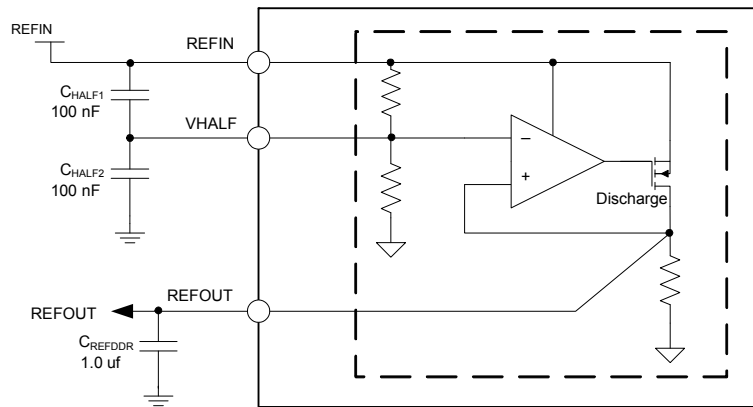 REFIN
REFIN
CHALF1
100 nF
VHALF
CHALF2
100 nF
−
+
Discharge
REFOUT
REFOUT
CREFDDR
1.0 uf